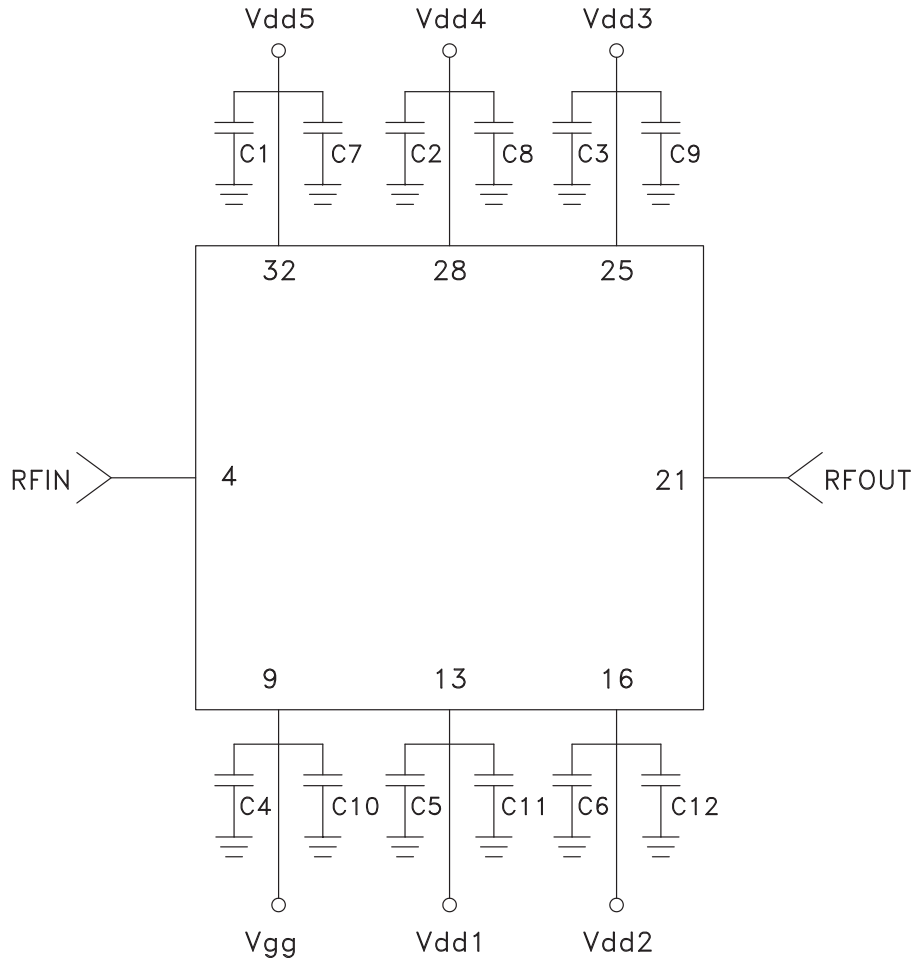 Vdd5 Vdd4 Vdd3
C1 C7 C2 C8 C3 C9
32 28 25
RFIN 4 21 RFOUT
9 13 16
C4 C10 C5 C11 C6 C12
Vgg Vdd1 Vdd2